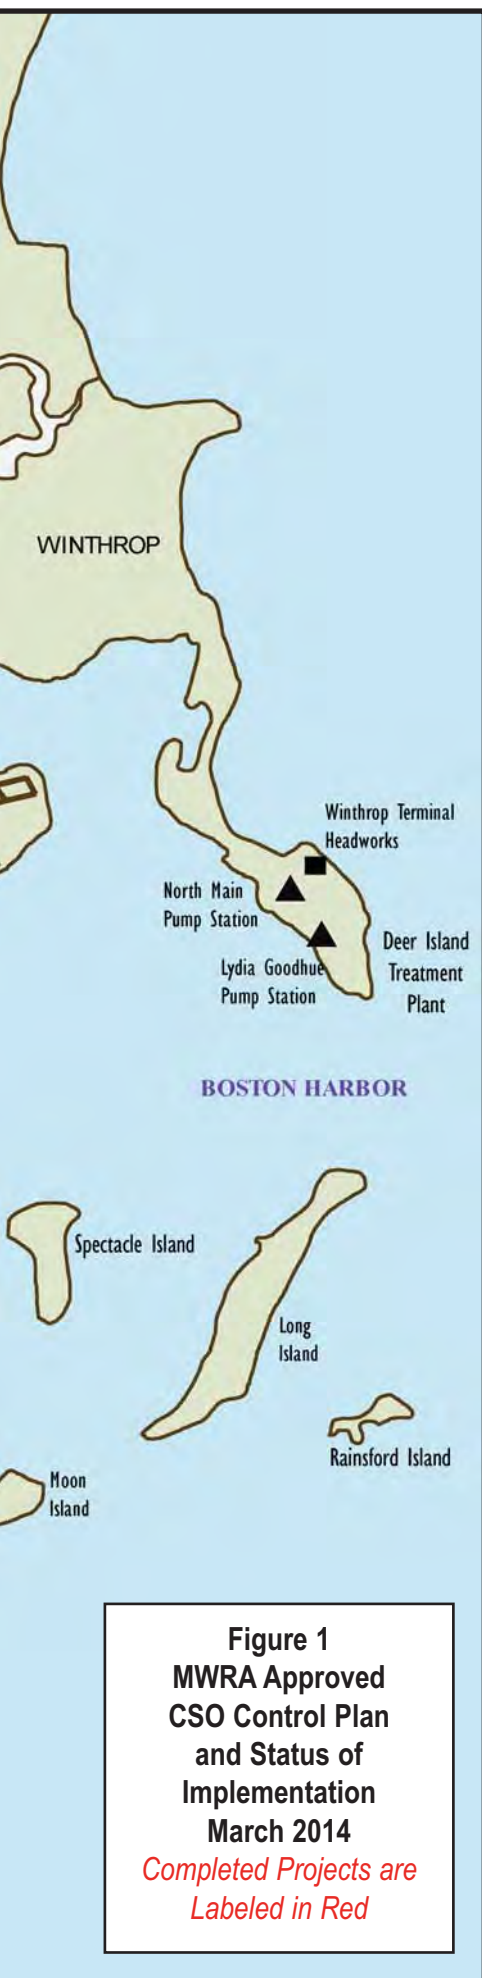 WINTHROP
Winthrop Terminal
Headworks
North Main
Pump Station
Lydia Goodhue
Pump Station
Deer Island
Treatment
Plant
BOSTON HARBOR
Spectacle Island
Long
Island
Rainsford Island
Moon
Island
Figure 1
MWRA Approved
CSO Control Plan
and Status of
Implementation
March 2014
Completed Projects are
Labeled in Red